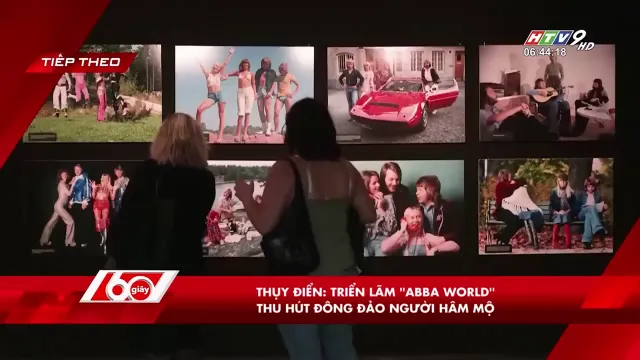 TIẾP THEO
HTV9 HD
06:44:18
60 giây
THỤY ĐIỂN: TRIỂN LÃM "ABBA WORLD"
THU HÚT ĐÔNG ĐẢO NGƯỜI HÂM MỘ